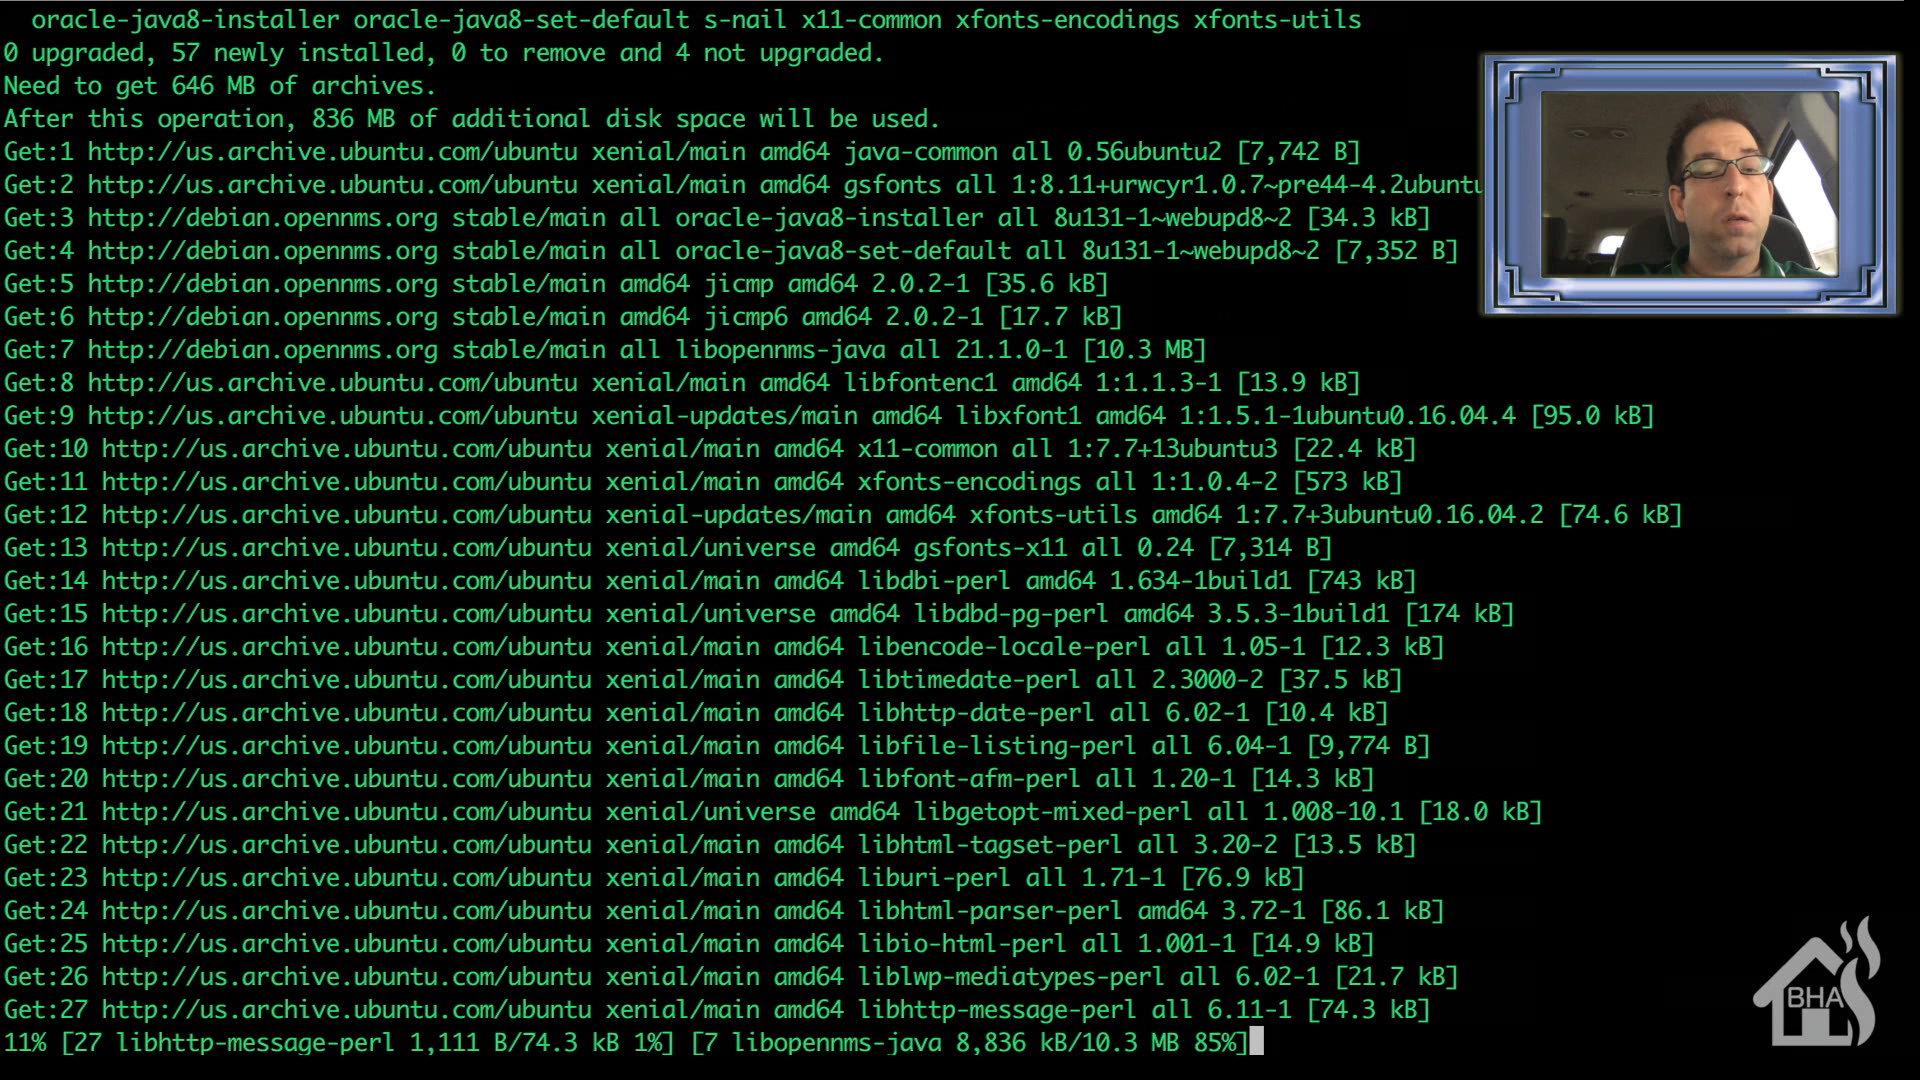 oracle-java8-installer oracle-java8-set-default s-nail x11-common xfonts-encodings xfonts-utils
0 upgraded, 57 newly installed, 0 to remove and 4 not upgraded.
Need to get 646 MB of archives.
After this operation, 836 MB of additional disk space will be used.
Get:1 http://us.archive.ubuntu.com/ubuntu xenial/main amd64 java-common all 0.56ubuntu2 [7,742 B]
Get:2 http://us.archive.ubuntu.com/ubuntu xenial/main amd64 gsfonts all 1:8.11+urwcyr1.0.7~pre44-4.2ubuntu
Get:3 http://debian.opennms.org stable/main all oracle-java8-installer all 8u131-1~webupd8~2 [34.3 kB]
Get:4 http://debian.opennms.org stable/main all oracle-java8-set-default all 8u131-1~webupd8~2 [7,352 B]
Get:5 http://debian.opennms.org stable/main amd64 jicmp amd64 2.0.2-1 [35.6 kB]
Get:6 http://debian.opennms.org stable/main amd64 jicmp6 amd64 2.0.2-1 [17.7 kB]
Get:7 http://debian.opennms.org stable/main all libopennms-java all 21.1.0-1 [10.3 MB]
Get:8 http://us.archive.ubuntu.com/ubuntu xenial/main amd64 libfontenc1 amd64 1:1.1.3-1 [13.9 kB]
Get:9 http://us.archive.ubuntu.com/ubuntu xenial-updates/main amd64 libxfont1 amd64 1:1.5.1-1ubuntu0.16.04.4 [95.0 kB]
Get:10 http://us.archive.ubuntu.com/ubuntu xenial/main amd64 x11-common all 1:7.7+13ubuntu3 [22.4 kB]
Get:11 http://us.archive.ubuntu.com/ubuntu xenial/main amd64 xfonts-encodings all 1:1.0.4-2 [573 kB]
Get:12 http://us.archive.ubuntu.com/ubuntu xenial-updates/main amd64 xfonts-utils amd64 1:7.7+3ubuntu0.16.04.2 [74.6 kB]
Get:13 http://us.archive.ubuntu.com/ubuntu xenial/universe amd64 gsfonts-x11 all 0.24 [7,314 B]
Get:14 http://us.archive.ubuntu.com/ubuntu xenial/main amd64 libdbi-perl amd64 1.634-1build1 [743 kB]
Get:15 http://us.archive.ubuntu.com/ubuntu xenial/universe amd64 libdbd-pg-perl amd64 3.5.3-1build1 [174 kB]
Get:16 http://us.archive.ubuntu.com/ubuntu xenial/main amd64 libencode-locale-perl all 1.05-1 [12.3 kB]
Get:17 http://us.archive.ubuntu.com/ubuntu xenial/main amd64 libtimedate-perl all 2.3000-2 [37.5 kB]
Get:18 http://us.archive.ubuntu.com/ubuntu xenial/main amd64 libhttp-date-perl all 6.02-1 [10.4 kB]
Get:19 http://us.archive.ubuntu.com/ubuntu xenial/main amd64 libfile-listing-perl all 6.04-1 [9,774 B]
Get:20 http://us.archive.ubuntu.com/ubuntu xenial/main amd64 libfont-afm-perl all 1.20-1 [14.3 kB]
Get:21 http://us.archive.ubuntu.com/ubuntu xenial/universe amd64 libgetopt-mixed-perl all 1.008-10.1 [18.0 kB]
Get:22 http://us.archive.ubuntu.com/ubuntu xenial/main amd64 libhtml-tagset-perl all 3.20-2 [13.5 kB]
Get:23 http://us.archive.ubuntu.com/ubuntu xenial/main amd64 liburi-perl all 1.71-1 [76.9 kB]
Get:24 http://us.archive.ubuntu.com/ubuntu xenial/main amd64 libhtml-parser-perl amd64 3.72-1 [86.1 kB]
Get:25 http://us.archive.ubuntu.com/ubuntu xenial/main amd64 libio-html-perl all 1.001-1 [14.9 kB]
Get:26 http://us.archive.ubuntu.com/ubuntu xenial/main amd64 liblwp-mediatypes-perl all 6.02-1 [21.7 kB]
Get:27 http://us.archive.ubuntu.com/ubuntu xenial/main amd64 libhttp-message-perl all 6.11-1 [74.3 kB]
11% [27 libhttp-message-perl 1,111 B/74.3 kB 1%] [7 libopennms-java 8,836 kB/10.3 MB 85%]
BHA